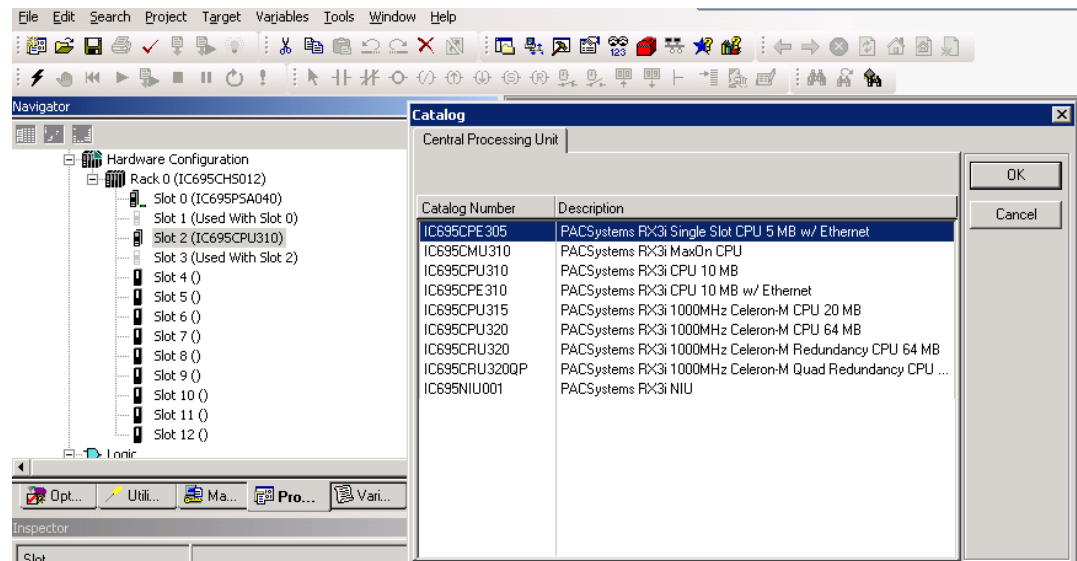 File Edit Search Project Target Variables Tools Window Help
123
Navigator
Hardware Configuration
Rack 0 (IC695CHS012)
Slot 0 (IC695PSA040)
Slot 1 (Used With Slot 0)
Slot 2 (IC695CPU310)
Slot 3 (Used With Slot 2)
Slot 4 ()
Slot 5 ()
Slot 6 ()
Slot 7 ()
Slot 8 ()
Slot 9 ()
Slot 10 ()
Slot 11 ()
Slot 12 ()
Logic
Opt... Utili... Ma... Pro... Vari...
Inspector
Slot
Catalog
Central Processing Unit
Catalog Number Description
IC695CPE305 PACSystems RX3i Single Slot CPU 5 MB w/ Ethernet
IC695CMU310 PACSystems RX3i MaxOn CPU
IC695CPU310 PACSystems RX3i CPU 10 MB
IC695CPE310 PACSystems RX3i CPU 10 MB w/ Ethernet
IC695CPU315 PACSystems RX3i 1000MHz Celeron-M CPU 20 MB
IC695CPU320 PACSystems RX3i 1000MHz Celeron-M CPU 64 MB
IC695CRU320 PACSystems RX3i 1000MHz Celeron-M Redundancy CPU 64 MB
IC695CRU320QP PACSystems RX3i 1000MHz Celeron-M Quad Redundancy CPU ...
IC695NIU001 PACSystems RX3i NIU
OK
Cancel